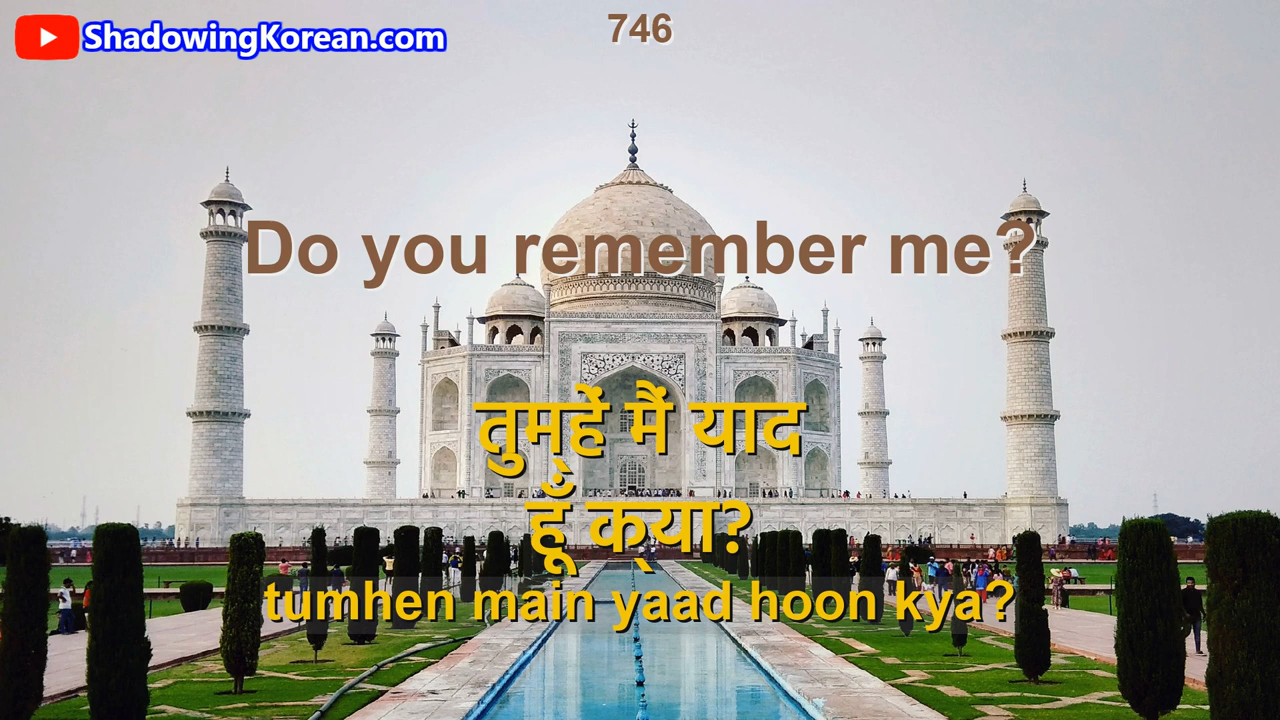 ShadowingKorean.com
746
Do you remember me?
तुम्हें मैं याद
हूँ क्या?
tumhen main yaad hoon kya?